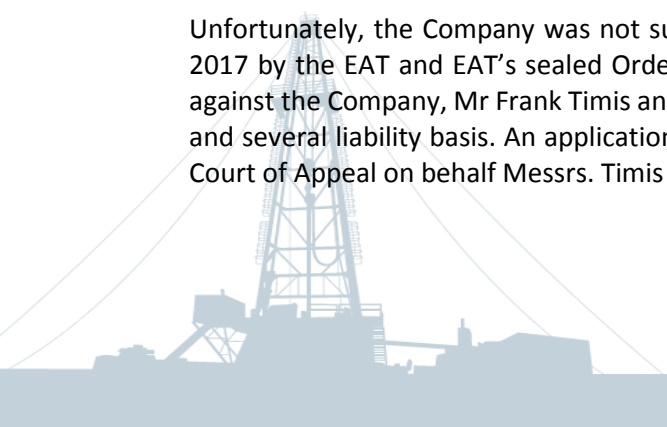 Unfortunately, the Company was not su
2017 by the EAT and EAT's sealed Orde
against the Company, Mr Frank Timis an
and several liability basis. An application
Court of Appeal on behalf Messrs. Timis